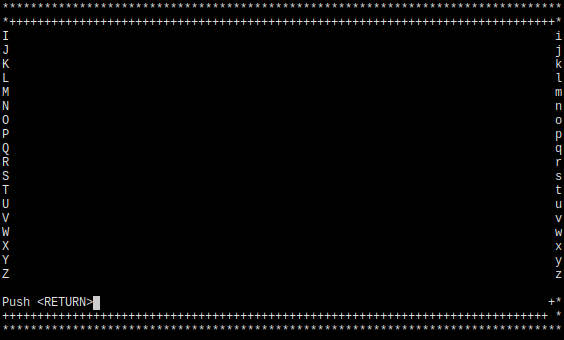 ********************************************************************************
*++++++++++++++++++++++++++++++++++++++++++++++++++++++++++++++++++++++++++++++*
I                                                                              i
J                                                                              j
K                                                                              k
L                                                                              l
M                                                                              m
N                                                                              n
O                                                                              o
P                                                                              p
Q                                                                              q
R                                                                              r
S                                                                              s
T                                                                              t
U                                                                              u
V                                                                              v
W                                                                              w
X                                                                              x
Y                                                                              y
Z                                                                              z
Push <RETURN>                                                                 +*
++++++++++++++++++++++++++++++++++++++++++++++++++++++++++++++++++++++++++++++ *
********************************************************************************